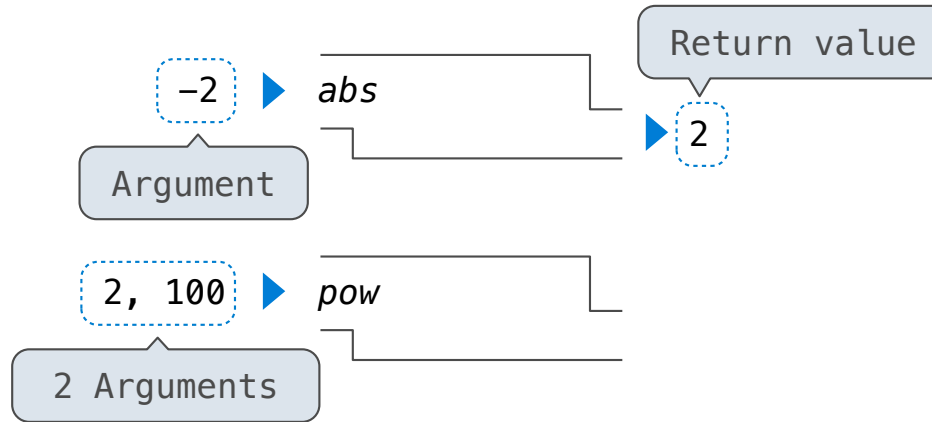 Return value
-2 abs
2
Argument
2, 100 pow
2 Arguments